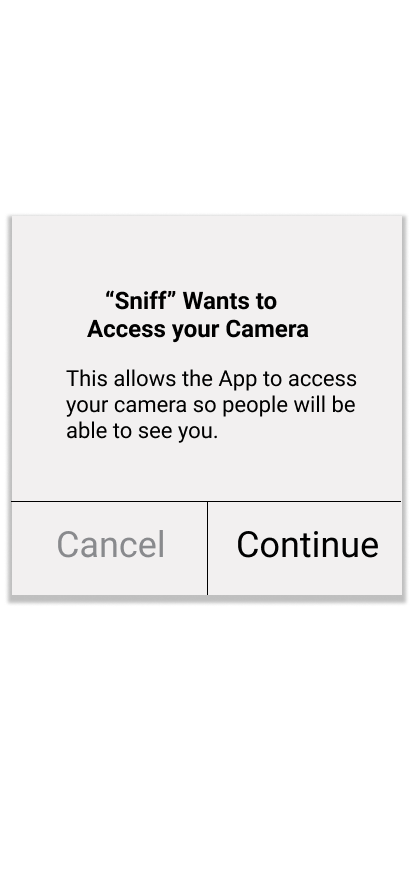 “Sniff” Wants to
Access your Camera
This allows the App to access
your camera so people will be
able to see you.
Cancel
Continue